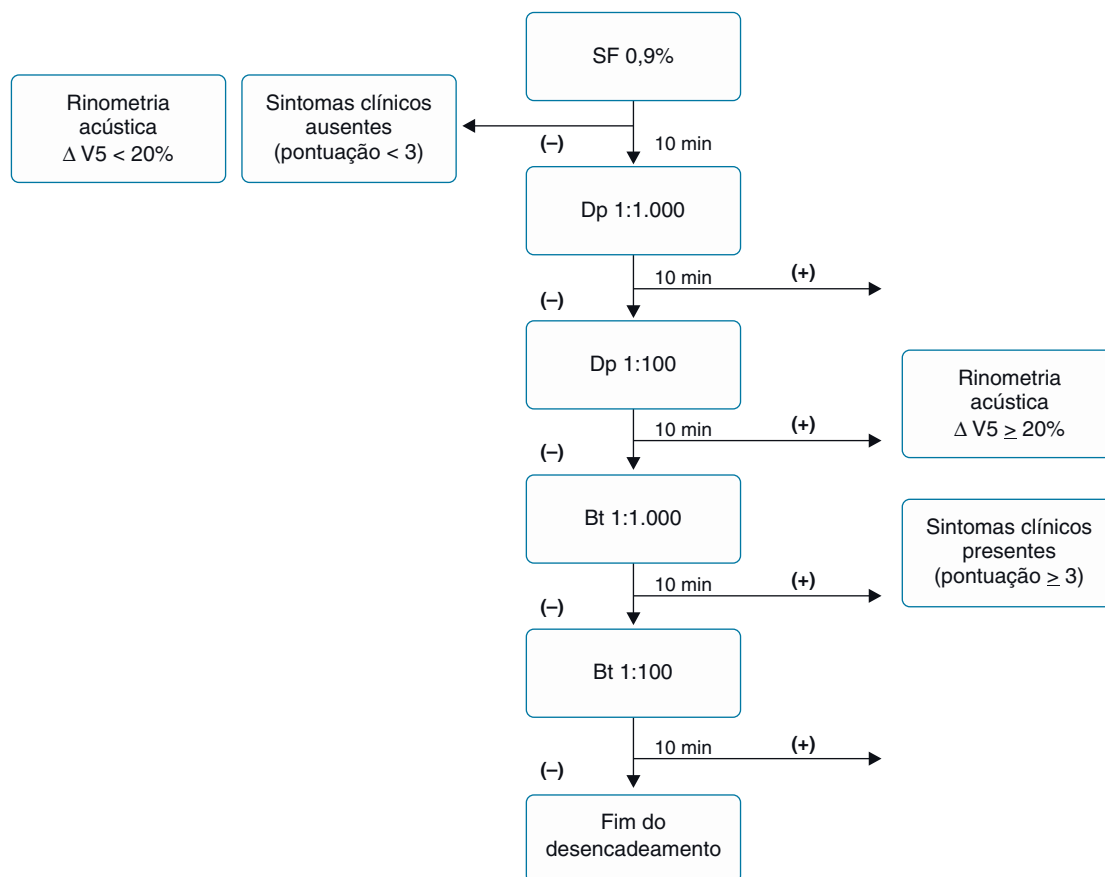 SF 0,9%
Rinometria
acústica
Δ V5 < 20%
Sintomas clínicos
ausentes
(pontuação < 3)
(–)
10 min
Dp 1:1.000
10 min
(+)
(–)
Dp 1:100
Rinometria
acústica
Δ V5 ≥ 20%
10 min
(+)
(–)
Bt 1:1.000
Sintomas clínicos
presentes
(pontuação ≥ 3)
10 min
(+)
(–)
Bt 1:100
10 min
(+)
(–)
Fim do
desencadeamento